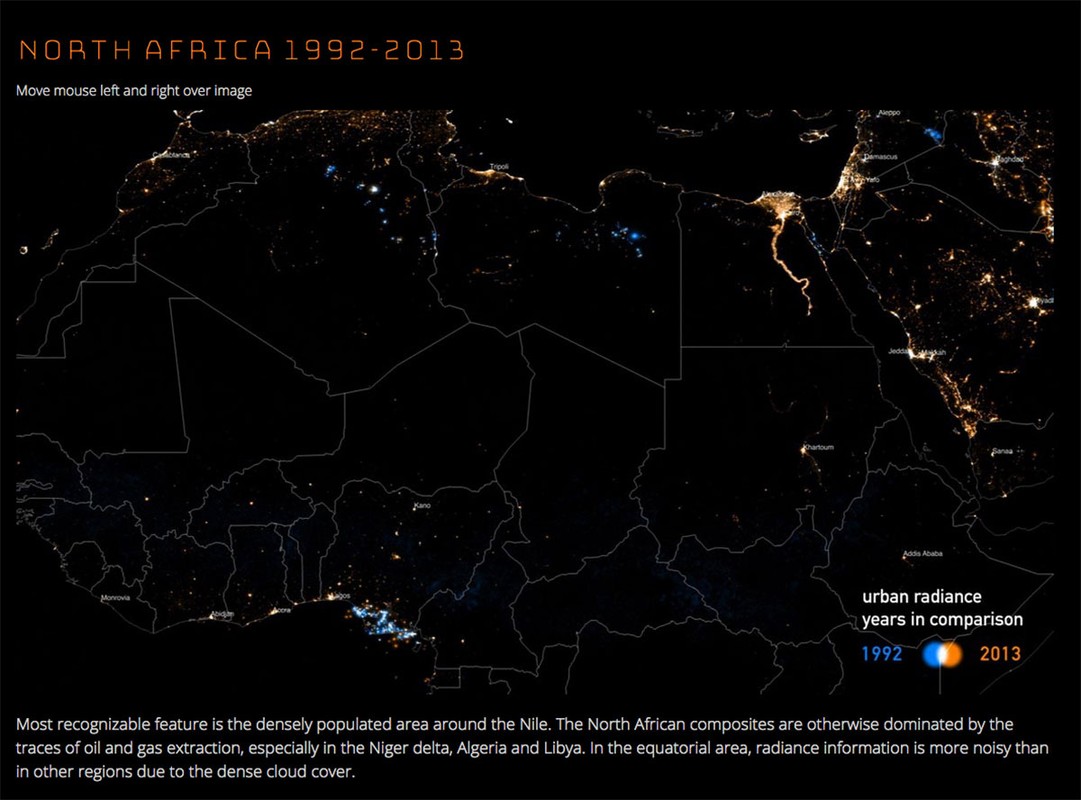 NORTH AFRICA 1992-2013
Move mouse left and right over image
Aleppo
Casablanca
Tripoli
Damascus
Baghdad
Jeddah
Khartoum
Sanaa
Kano
Addis Ababa
Monrovia
Lagos
Accra
Abidjan
urban radiance
years in comparison
1992 2013
Most recognizable feature is the densely populated area around the Nile. The North African composites are otherwise dominated by the
traces of oil and gas extraction, especially in the Niger delta, Algeria and Libya. In the equatorial area, radiance information is more noisy than
in other regions due to the dense cloud cover.